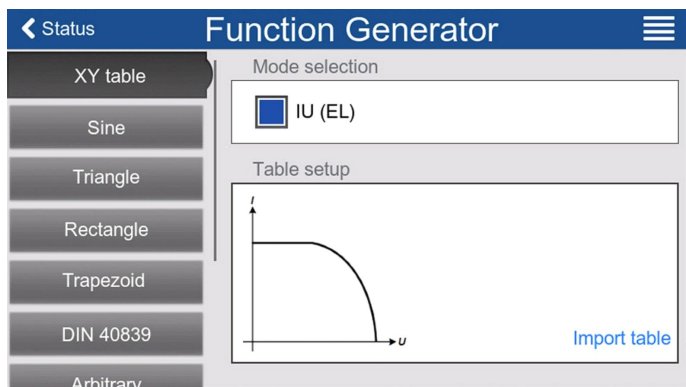 Status
Function Generator
XY table
Sine
Triangle
Rectangle
Trapezoid
DIN 40839
Arbitrary
Mode selection
IU (EL)
Table setup
I
U
Import table